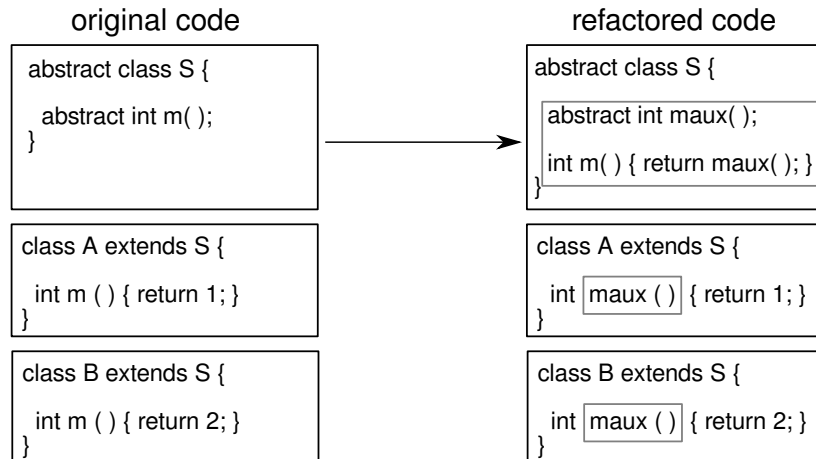 original code
abstract class S {
abstract int m( );
}
class A extends S {
int m ( ) { return 1; }
}
class B extends S {
int m ( ) { return 2; }
}
refactored code
abstract class S {
abstract int maux( );
int m( ) { return maux( ); }
}
class A extends S {
int maux ( ) { return 1; }
}
class B extends S {
int maux ( ) { return 2; }
}